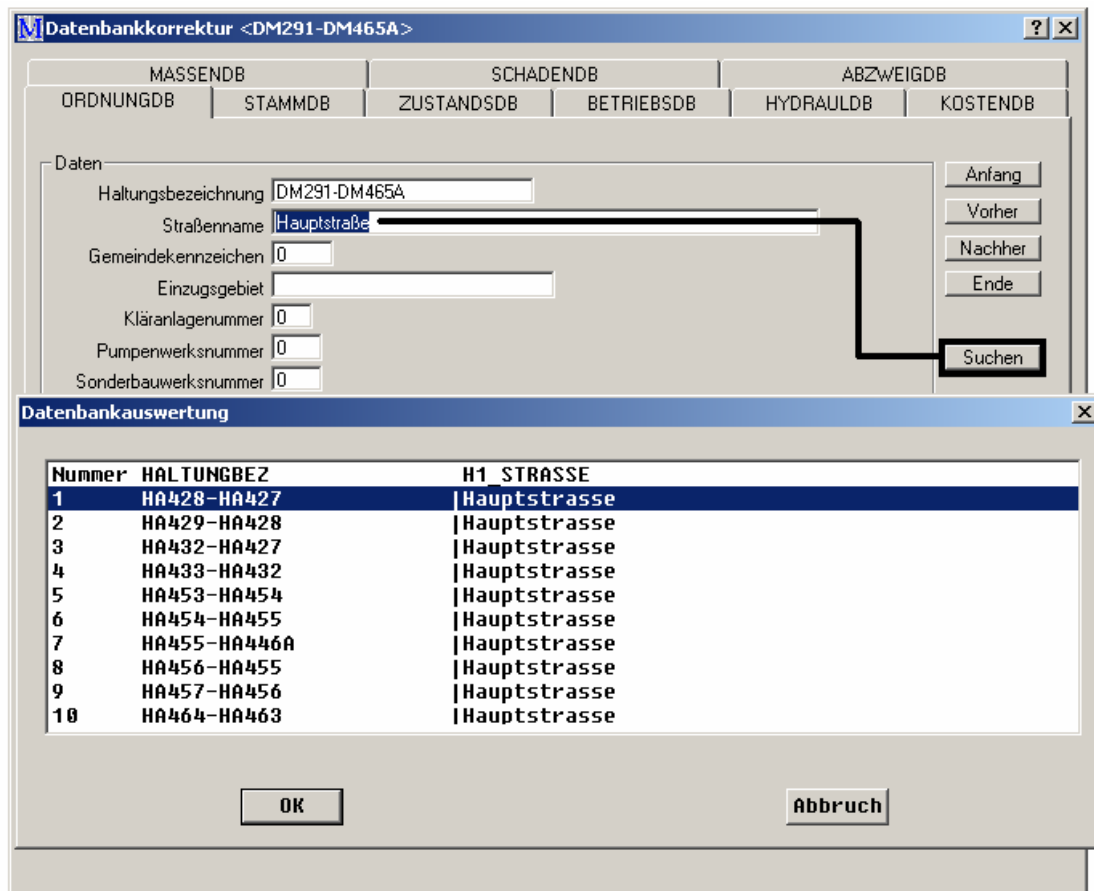 Datenbankkorrektur <DM291-DM465A>
MASSENDB SCHADENDB ABZWEIGDB
ORDNUNGDB STAMMDB ZUSTANDSDB BETRIEBSDB HYDRAULDB KOSTENDB
Daten
Haltungsbezeichnung DM291-DM465A
Straßenname Hauptstraße
Gemeindekennzeichen 0
Einzugsgebiet
Kläranlagenummer 0
Pumpenwerksnummer 0
Sonderbauwerksnummer 0
Anfang
Vorher
Nachher
Ende
Suchen
Datenbankauswertung
Nummer HALTUNGBEZ H1_STRASSE
1 HA428-HA427 |Hauptstrasse
2 HA429-HA428 |Hauptstrasse
3 HA432-HA427 |Hauptstrasse
4 HA433-HA432 |Hauptstrasse
5 HA453-HA454 |Hauptstrasse
6 HA454-HA455 |Hauptstrasse
7 HA455-HA446A |Hauptstrasse
8 HA456-HA455 |Hauptstrasse
9 HA457-HA456 |Hauptstrasse
10 HA464-HA463 |Hauptstrasse
OK Abbruch